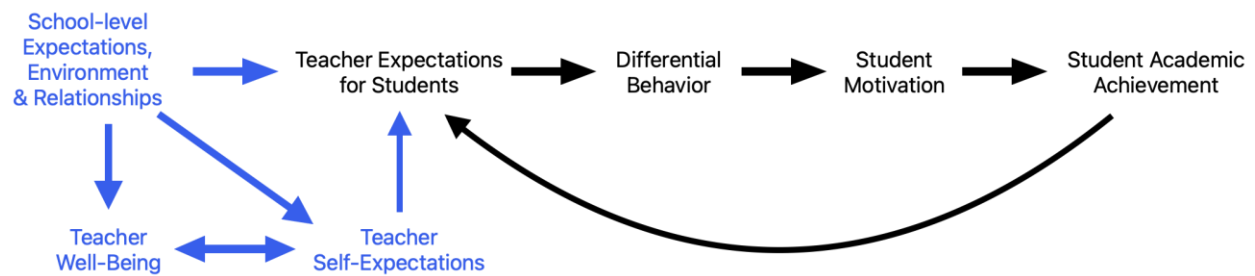 School-level
Expectations,
Environment
& Relationships
Teacher Expectations
for Students
Differential
Behavior
Student
Motivation
Student Academic
Achievement
Teacher
Well-Being
Teacher
Self-Expectations